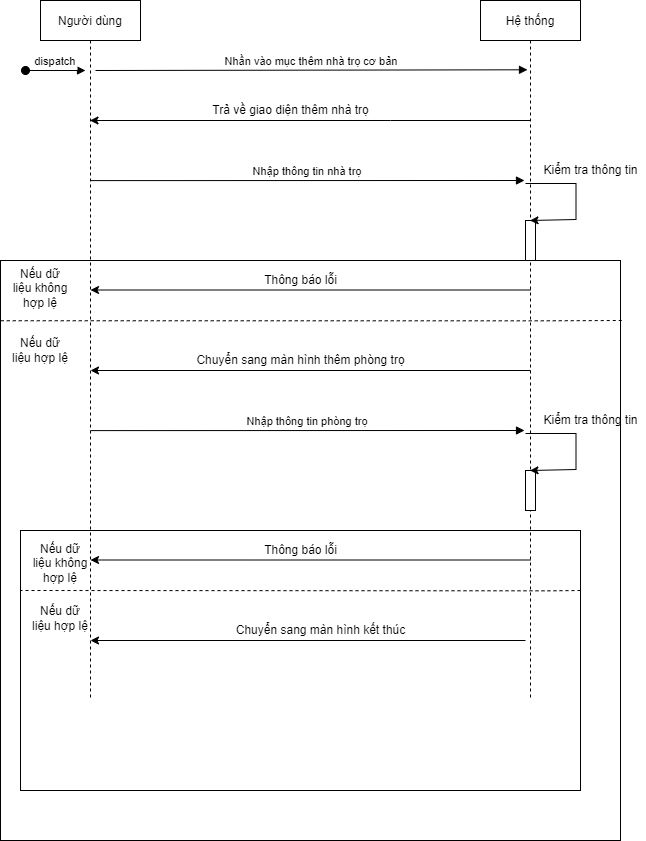 Người dùng
Hệ thống
dispatch
Nhần vào mục thêm nhà trọ cơ bản
Trả về giao diện thêm nhà trọ
Nhập thông tin nhà trọ
Kiểm tra thông tin
Nếu dữ
liệu không
hợp lệ
Thông báo lỗi
Nếu dữ
liệu hợp lệ
Chuyển sang màn hình thêm phòng trọ
Nhập thông tin phòng trọ
Kiểm tra thông tin
Nếu dữ
liệu không
hợp lệ
Thông báo lỗi
Nếu dữ
liệu hợp lệ
Chuyển sang màn hình kết thúc